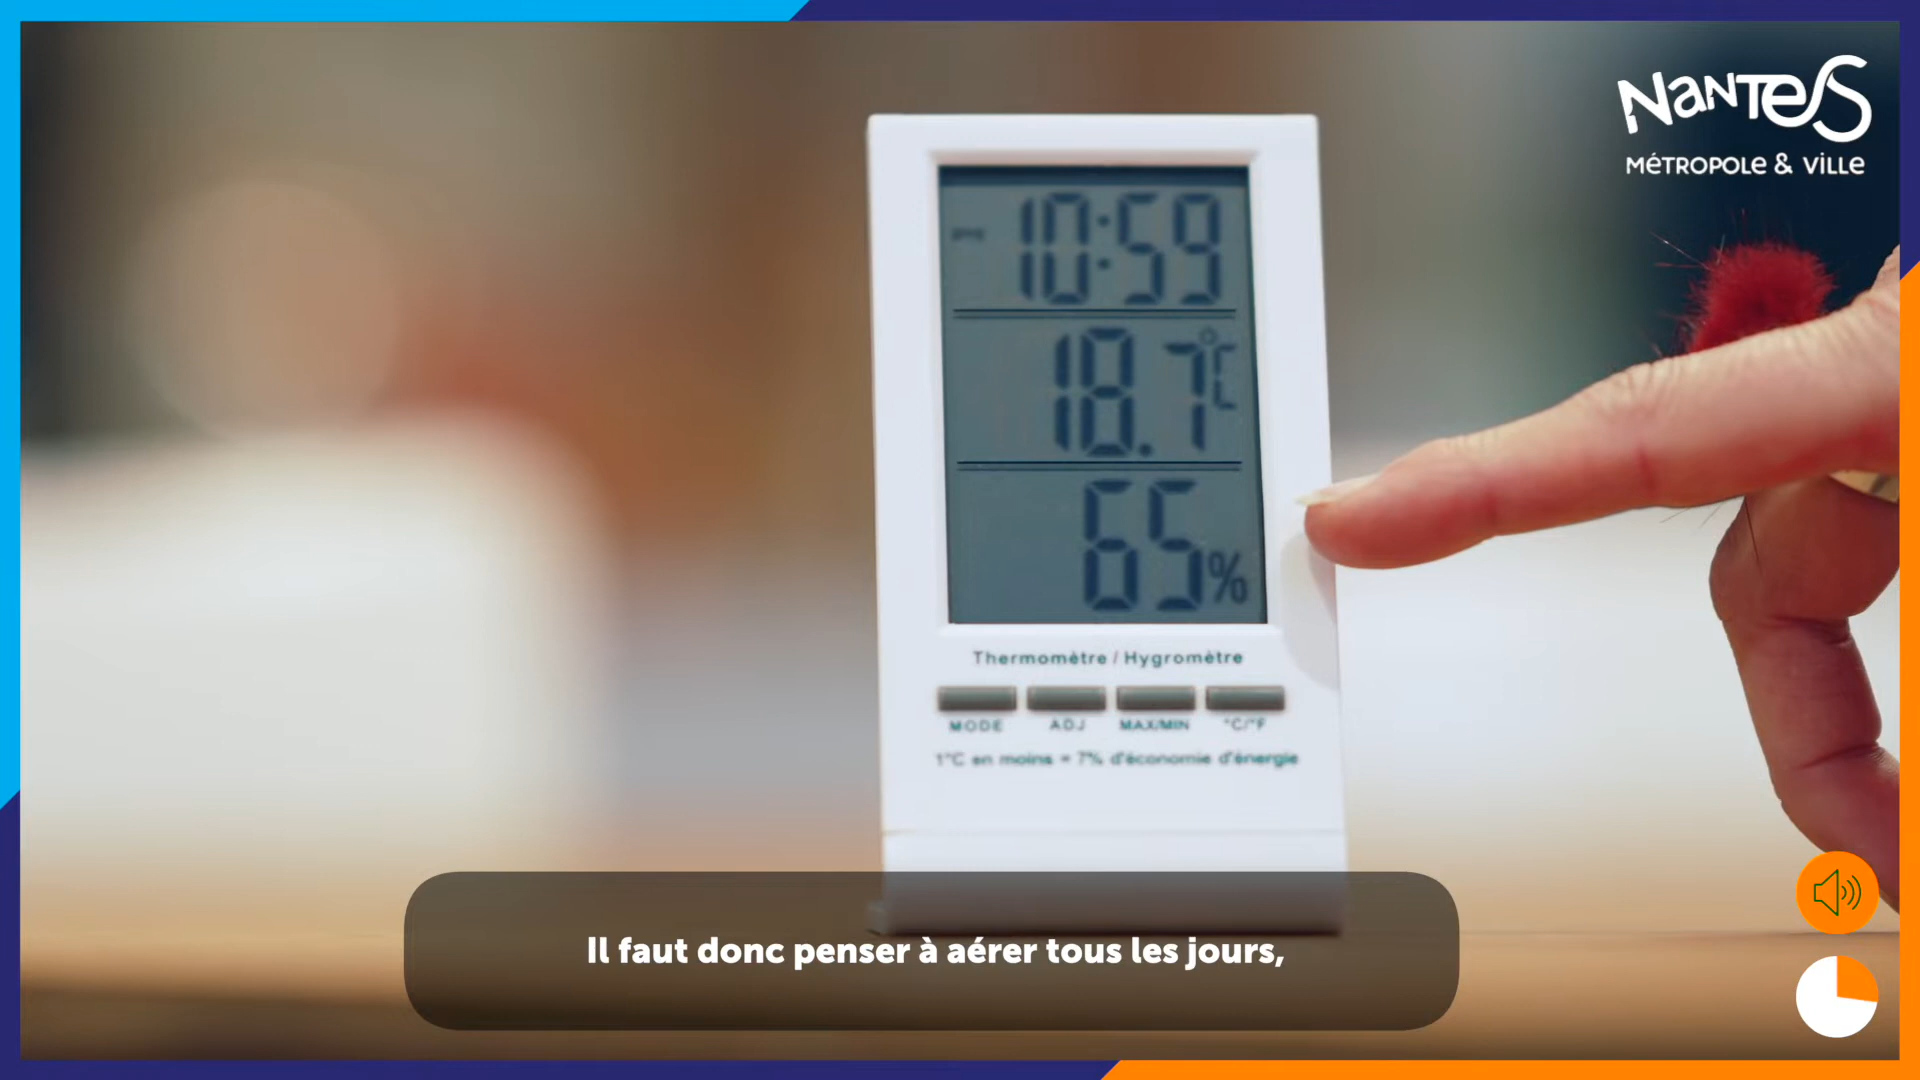 NANTES
MÉTROPOLE & VILLE
10:59
18.7°C
65%
Thermomètre / Hygromètre
MODE ADJ MAX/MIN °C/°F
1°C en moins = 7% d'économie d'énergie
Il faut donc penser à aérer tous les jours,